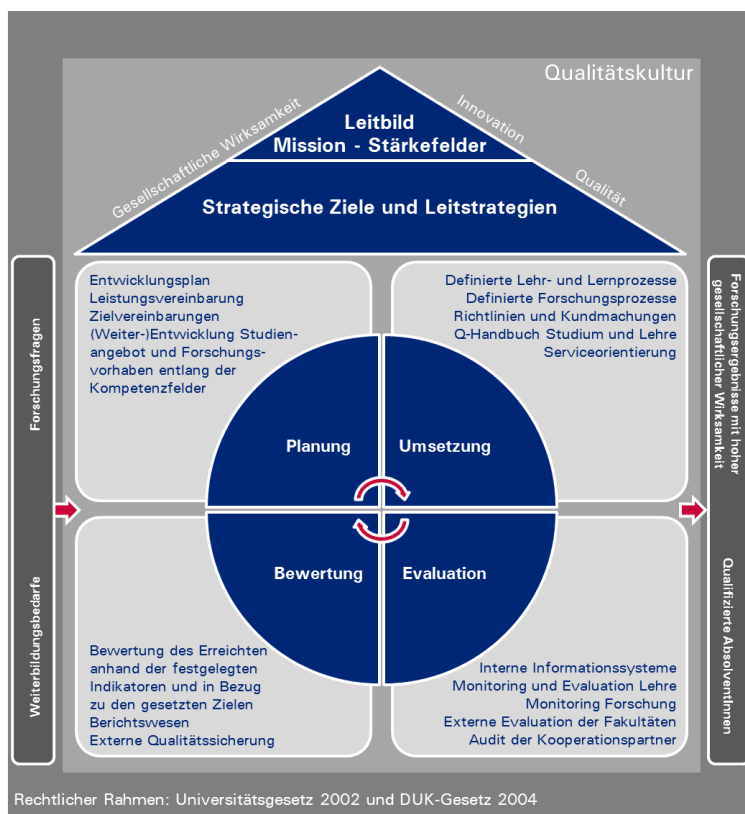 Qualitätskultur
Gesellschaftliche Wirksamkeit
Innovation
Qualität
Leitbild
Mission - Stärkefelder
Strategische Ziele und Leitstrategien
Forschungsfragen
Weiterbildungsbedarfe
Entwicklungsplan
Leistungsvereinbarung
Zielvereinbarungen
(Weiter-)Entwicklung Studien-
angebot und Forschungs-
vorhaben entlang der
Kompetenzfelder
Definierte Lehr- und Lernprozesse
Definierte Forschungsprozesse
Richtlinien und Kundmachungen
Q-Handbuch Studium und Lehre
Serviceorientierung
Planung
Umsetzung
Bewertung
Evaluation
Bewertung des Erreichten
anhand der festgelegten
Indikatoren und in Bezug
zu den gesetzten Zielen
Berichtswesen
Externe Qualitätssicherung
Interne Informationssysteme
Monitoring und Evaluation Lehre
Monitoring Forschung
Externe Evaluation der Fakultäten
Audit der Kooperationspartner
Forschungsergebnisse mit hoher
gesellschaftlicher Wirksamkeit
Qualifizierte AbsolventInnen
Rechtlicher Rahmen: Universitätsgesetz 2002 und DUK-Gesetz 2004